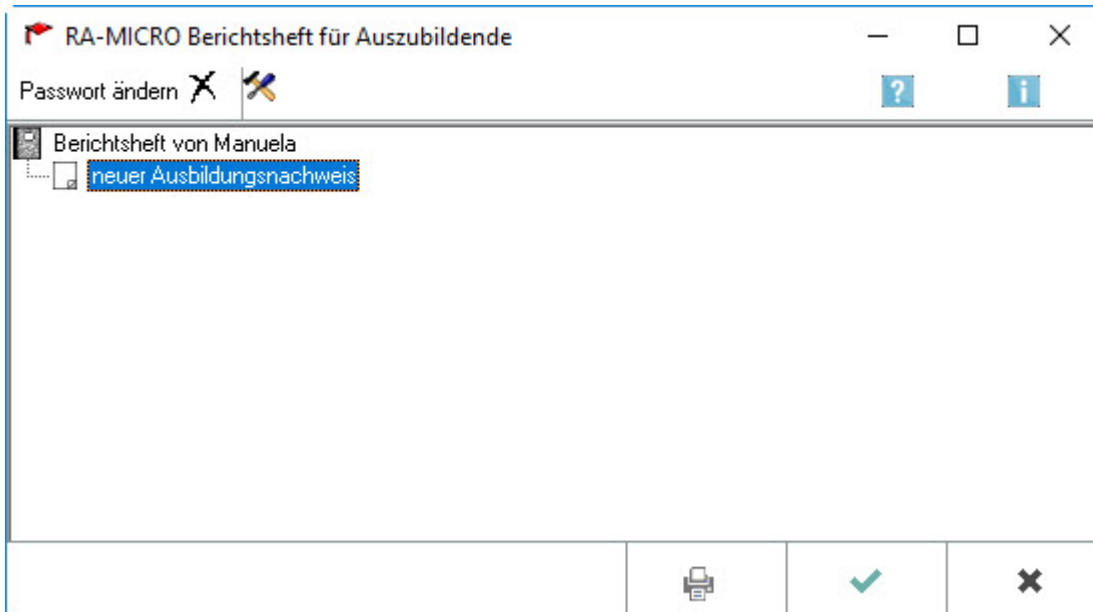 RA-MICRO Berichtsheft für Auszubildende
Passwort ändern
Berichtsheft von Manuela
neuer Ausbildungsnachweis